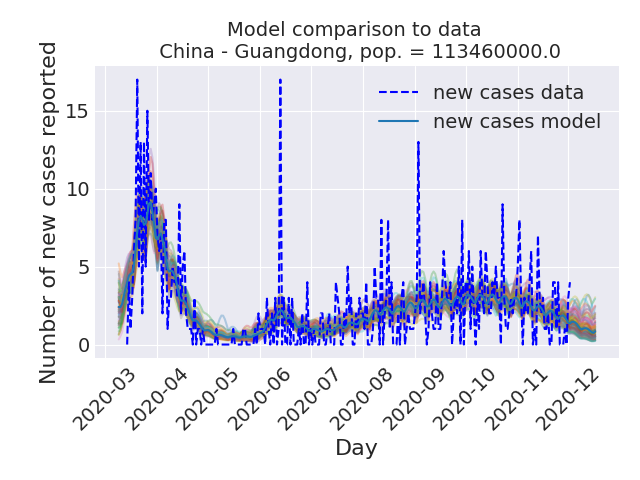 Model comparison to data
China - Guangdong, pop. = 113460000.0
Number of new cases reported
15
10
5
0
new cases data
new cases model
2020-03
2020-04
2020-05
2020-06
2020-07
2020-08
2020-09
2020-10
2020-11
2020-12
Day